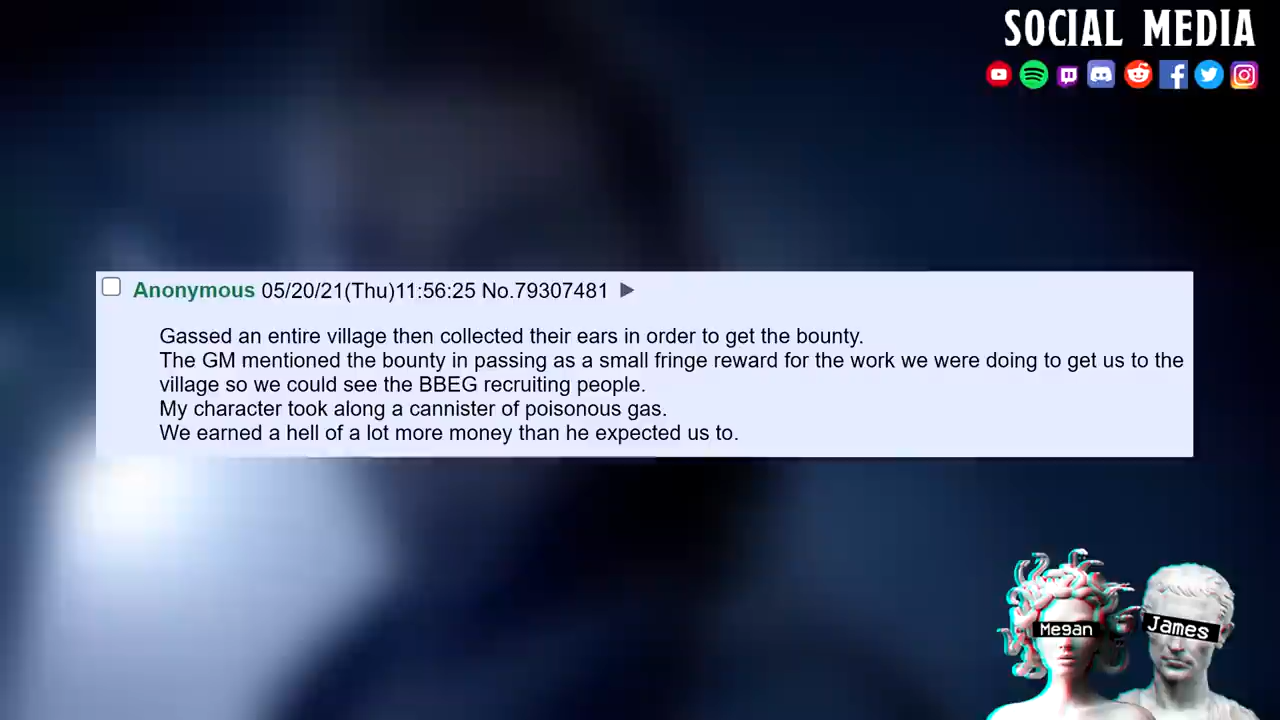 SOCIAL MEDIA
Anonymous 05/20/21(Thu)11:56:25 No.79307481
Gassed an entire village then collected their ears in order to get the bounty.
The GM mentioned the bounty in passing as a small fringe reward for the work we were doing to get us to the
village so we could see the BBEG recruiting people.
My character took along a cannister of poisonous gas.
We earned a hell of a lot more money than he expected us to.
Megan
James